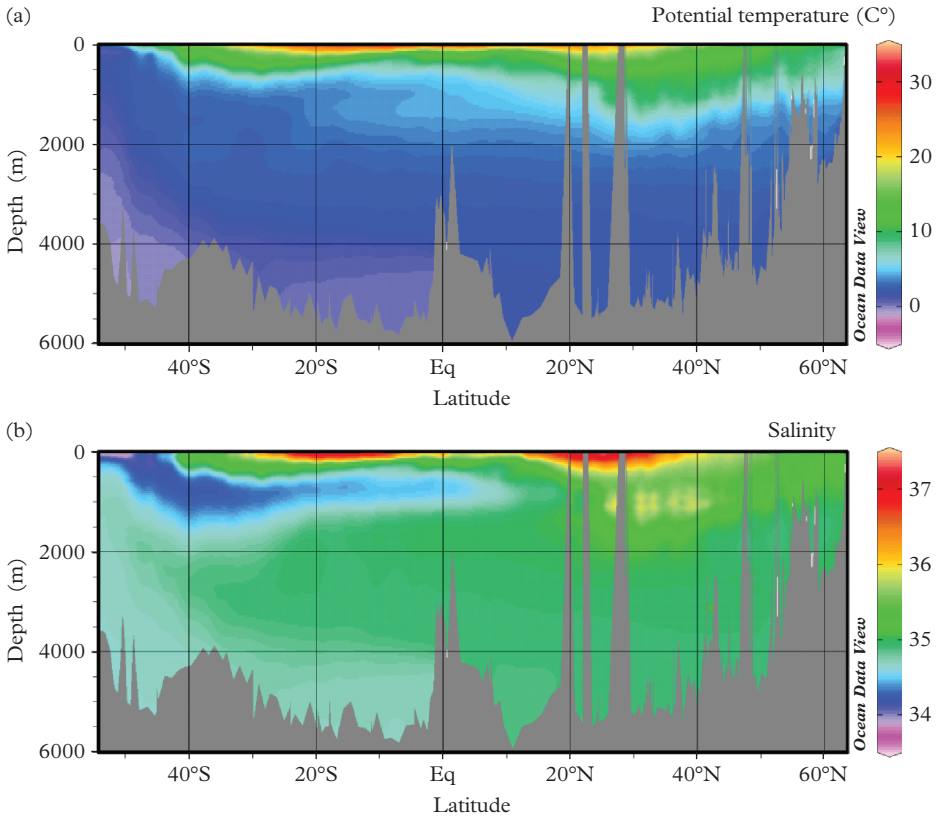 (a)
Potential temperature (C°)
0
2000
4000
6000
Depth (m)
40°S
20°S
Eq
20°N
40°N
60°N
Latitude
Ocean Data View
30
20
10
0
(b)
Salinity
0
2000
4000
6000
Depth (m)
40°S
20°S
Eq
20°N
40°N
60°N
Latitude
Ocean Data View
37
36
35
34